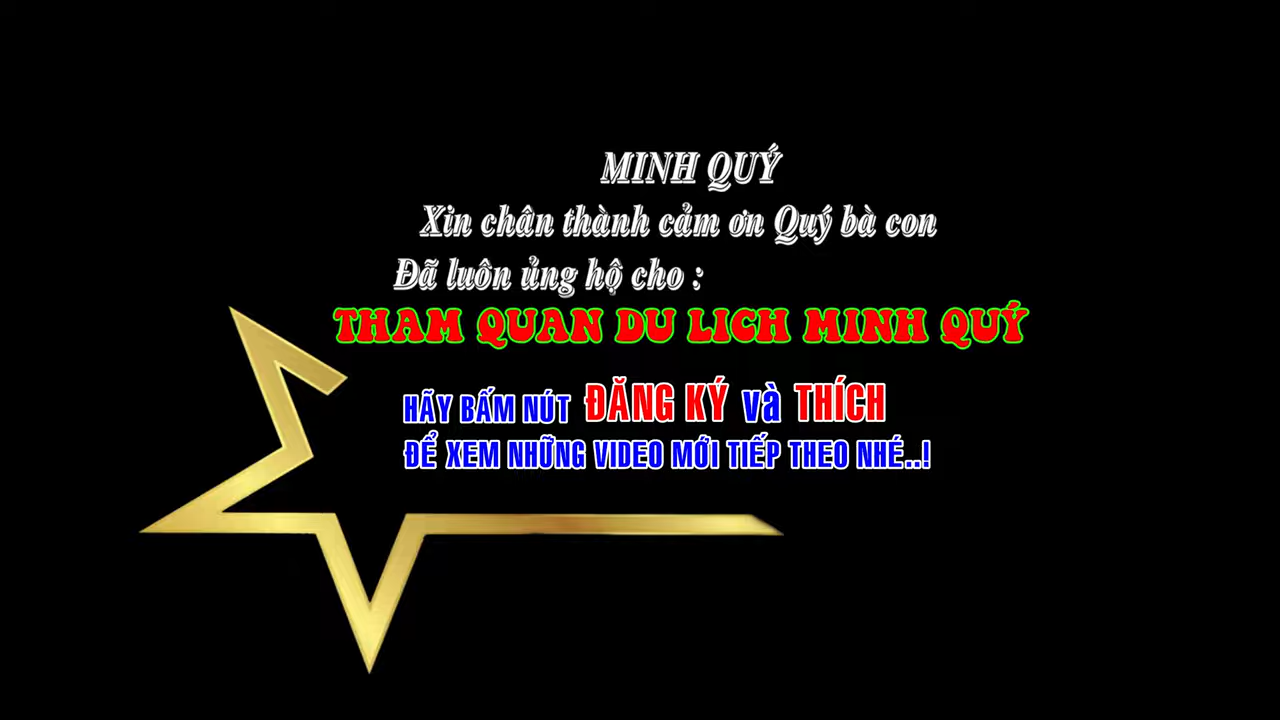 MINH QUÝ
Xin chân thành cảm ơn Quý bà con
Đã luôn ủng hộ cho :
THAM QUAN DU LICH MINH QUÝ
HÃY BẤM NÚT ĐĂNG KÝ và THÍCH
ĐỂ XEM NHỮNG VIDEO MỚI TIẾP THEO NHÉ..!